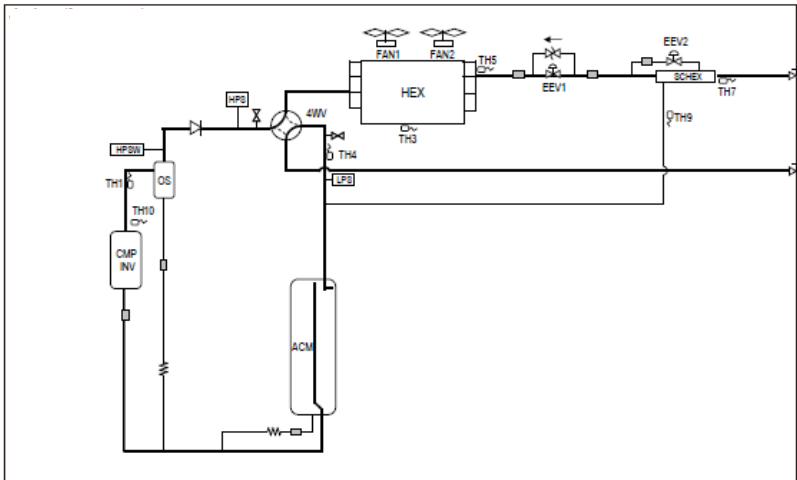 FAN1
FAN2
EEV2
TH5
SCHEX
HEX
EEV1
TH7
HPS
4WV
TH9
TH3
HPSW
TH4
LPS
TH1
OS
TH10
CMP
INV
ACM